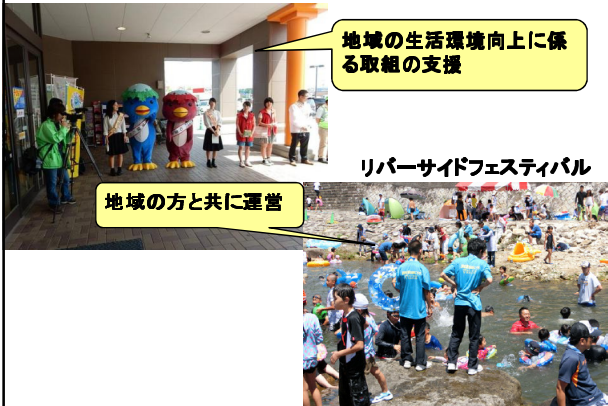 地域の生活環境向上に係
る取組の支援
リバーサイドフェスティバル
地域の方と共に運営